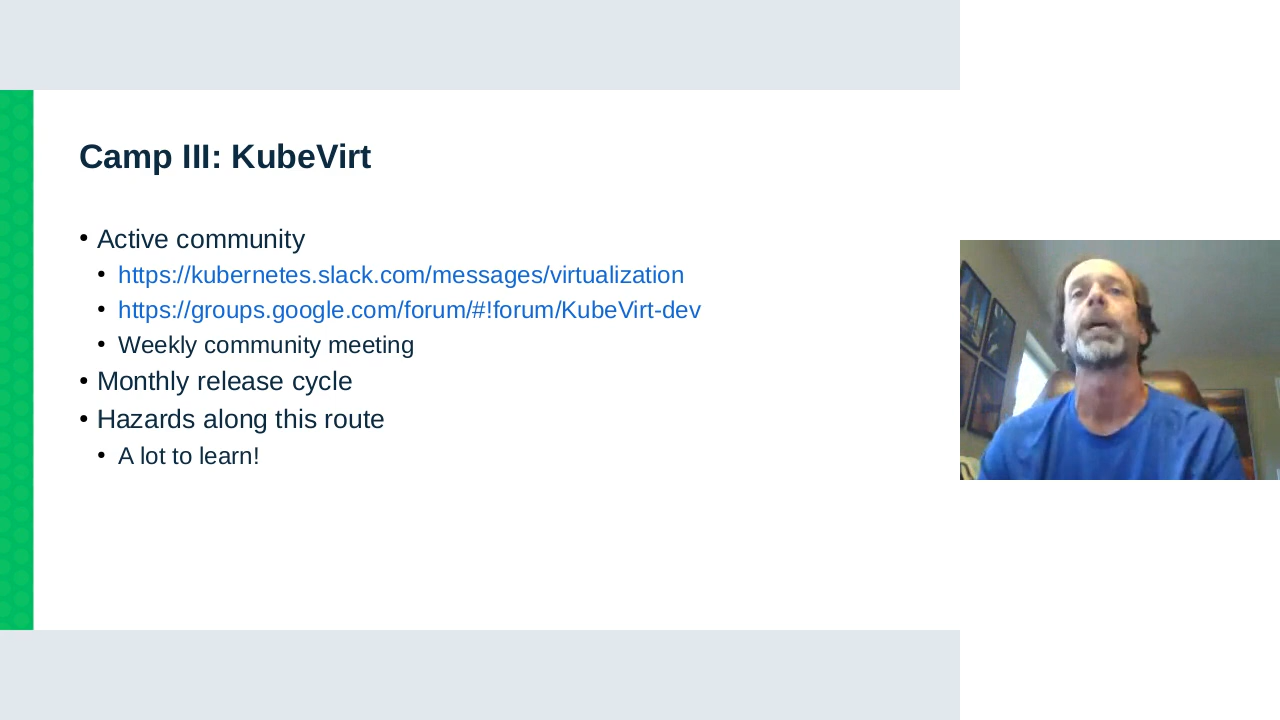 Camp III: KubeVirt
• Active community
• https://kubernetes.slack.com/messages/virtualization
• https://groups.google.com/forum/#!forum/KubeVirt-dev
• Weekly community meeting
• Monthly release cycle
• Hazards along this route
• A lot to learn!